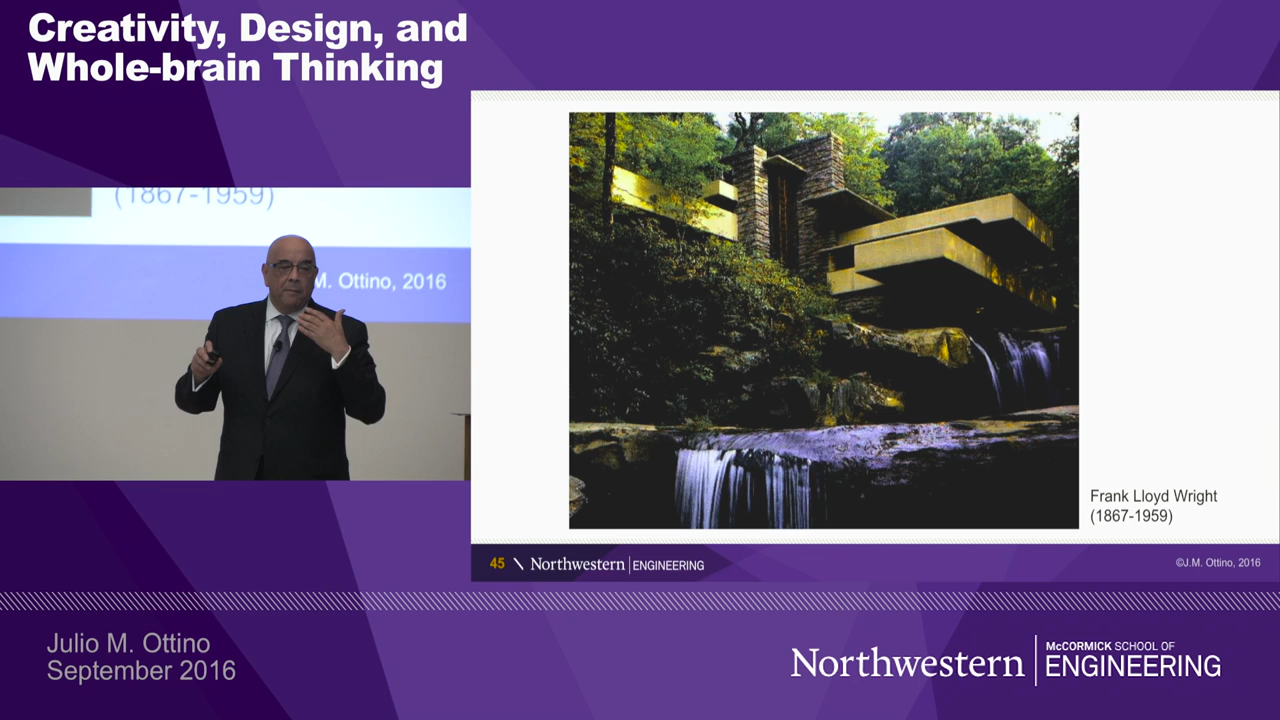 Creativity, Design, and
Whole-brain Thinking
(1867-1959)
M. Ottino, 2016
Frank Lloyd Wright
(1867-1959)
45 \ Northwestern | ENGINEERING
©J.M. Ottino, 2016
Julio M. Ottino
September 2016
Northwestern
McCORMICK SCHOOL OF
ENGINEERING